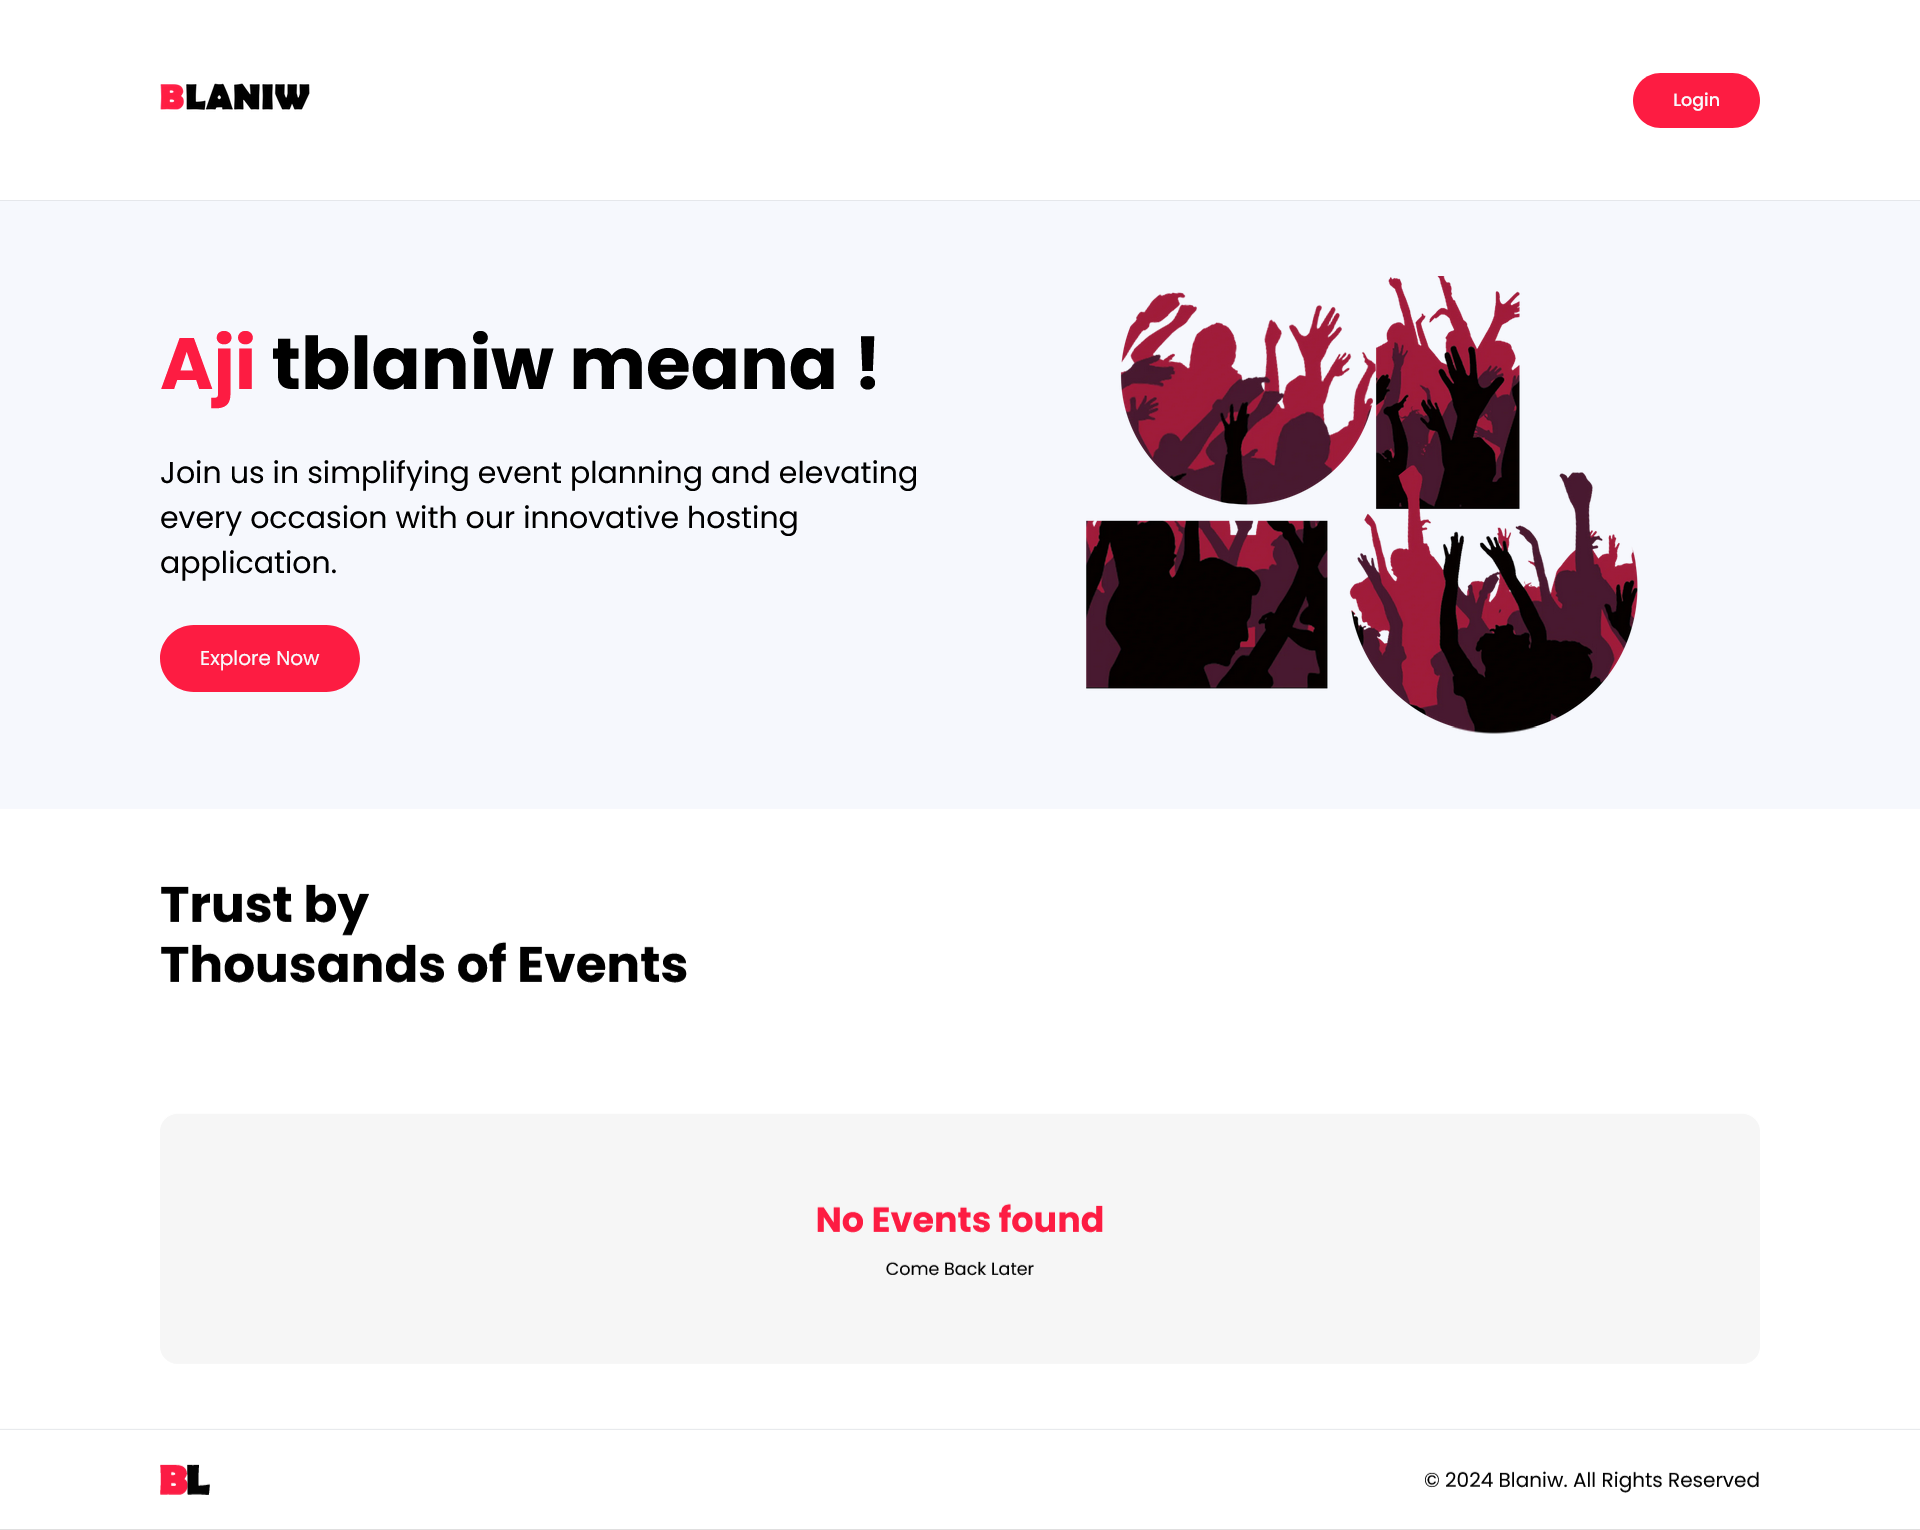 BLANIW
Login
Aji tblaniw meana !
Join us in simplifying event planning and elevating
every occasion with our innovative hosting
application.
Explore Now
Trust by
Thousands of Events
No Events found
Come Back Later
BL
© 2024 Blaniw. All Rights Reserved